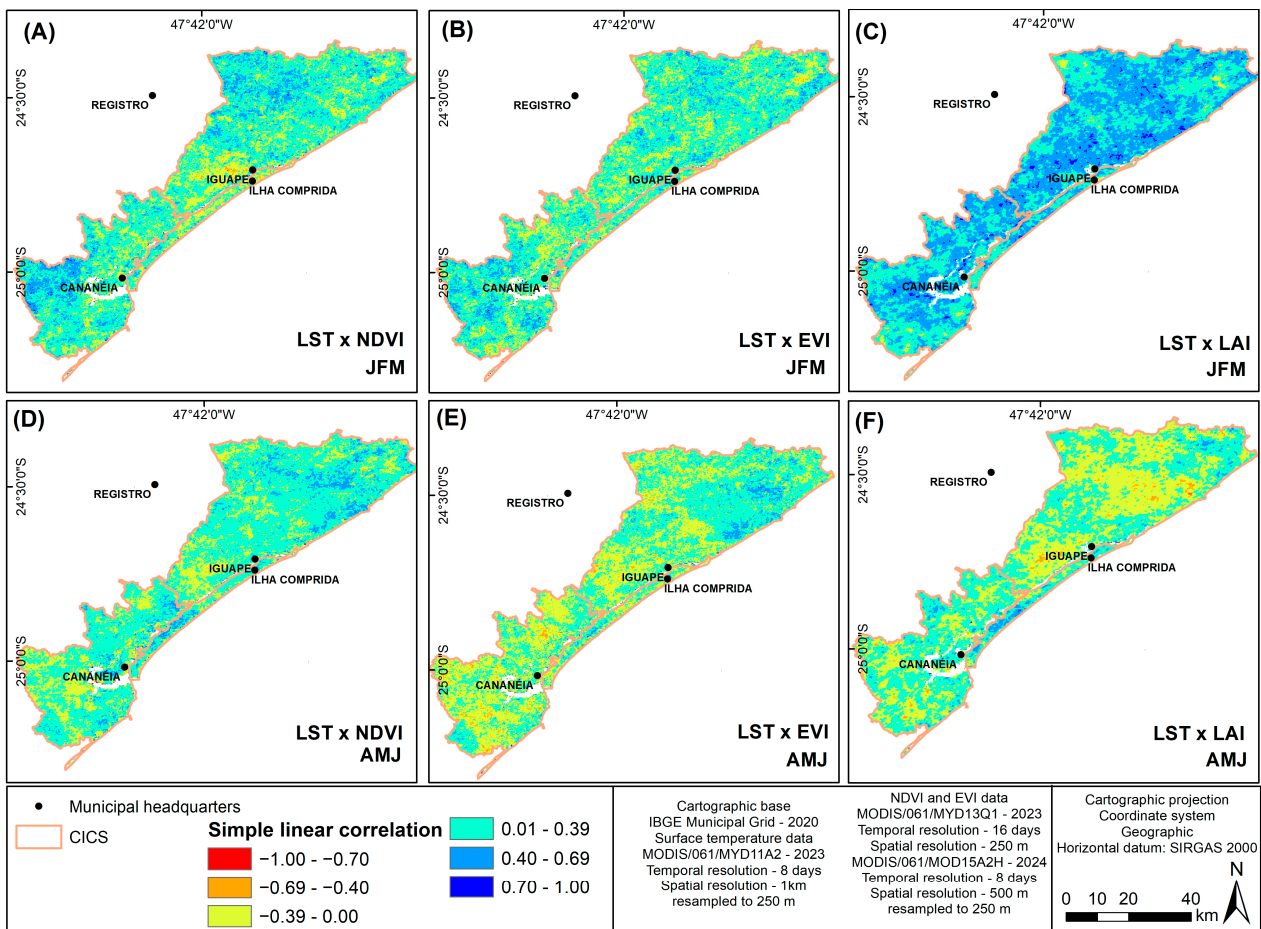 (A)
47°42'0"W
24°30'0"S
REGISTRO
IGUAPE
ILHA COMPRIDA
25°0'0"S
CANANÉIA
LST x NDVI
JFM
(B)
47°42'0"W
24°30'0"S
REGISTRO
IGUAPE
ILHA COMPRIDA
25°0'0"S
CANANÉIA
LST x EVI
JFM
(C)
47°42'0"W
24°30'0"S
REGISTRO
IGUAPE
ILHA COMPRIDA
25°0'0"S
CANANÉIA
LST x LAI
JFM
(D)
47°42'0"W
24°30'0"S
REGISTRO
IGUAPE
ILHA COMPRIDA
25°0'0"S
CANANÉIA
LST x NDVI
AMJ
(E)
47°42'0"W
24°30'0"S
REGISTRO
IGUAPE
ILHA COMPRIDA
25°0'0"S
CANANÉIA
LST x EVI
AMJ
(F)
47°42'0"W
24°30'0"S
REGISTRO
IGUAPE
ILHA COMPRIDA
25°0'0"S
CANANÉIA
LST x LAI
AMJ
Municipal headquarters
CICS
Simple linear correlation
−1.00 - −0.70
−0.69 - −0.40
−0.39 - 0.00
0.01 - 0.39
0.40 - 0.69
0.70 - 1.00
Cartographic base
IBGE Municipal Grid - 2020
Surface temperature data
MODIS/061/MYD11A2 - 2023
Temporal resolution - 8 days
Spatial resolution - 1km
resampled to 250 m
NDVI and EVI data
MODIS/061/MYD13Q1 - 2023
Temporal resolution - 16 days
Spatial resolution - 250 m
MODIS/061/MOD15A2H - 2024
Temporal resolution - 8 days
Spatial resolution - 500 m
resampled to 250 m
Cartographic projection
Coordinate system
Geographic
Horizontal datum: SIRGAS 2000
N
0 10 20 40
km